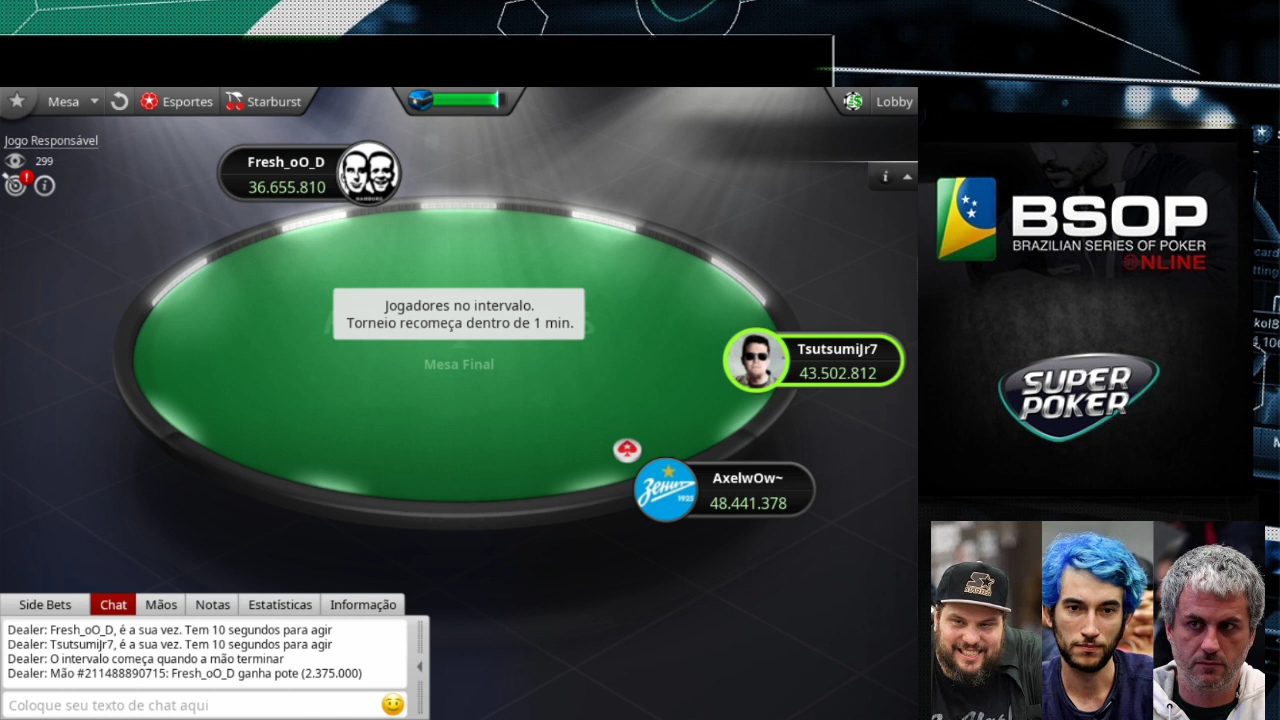 Mesa
Esportes
Starburst
Lobby
Jogo Responsável
299
Fresh_oO_D
36.655.810
HAMBURG
i
BSOP
BRAZILIAN SERIES OF POKER
ONLINE
Jogadores no intervalo.
Torneio recomeça dentro de 1 min.
Mesa Final
TsutsumiJr7
43.502.812
SUPER
POKER
Зенит
1925
AxelwOw~
48.441.378
Side Bets
Chat
Mãos
Notas
Estatísticas
Informação
Dealer: Fresh_oO_D, é a sua vez. Tem 10 segundos para agir
Dealer: TsutsumiJr7, é a sua vez. Tem 10 segundos para agir
Dealer: O intervalo começa quando a mão terminar
Dealer: Mão #211488890715: Fresh_oO_D ganha pote (2.375.000)
Coloque seu texto de chat aqui